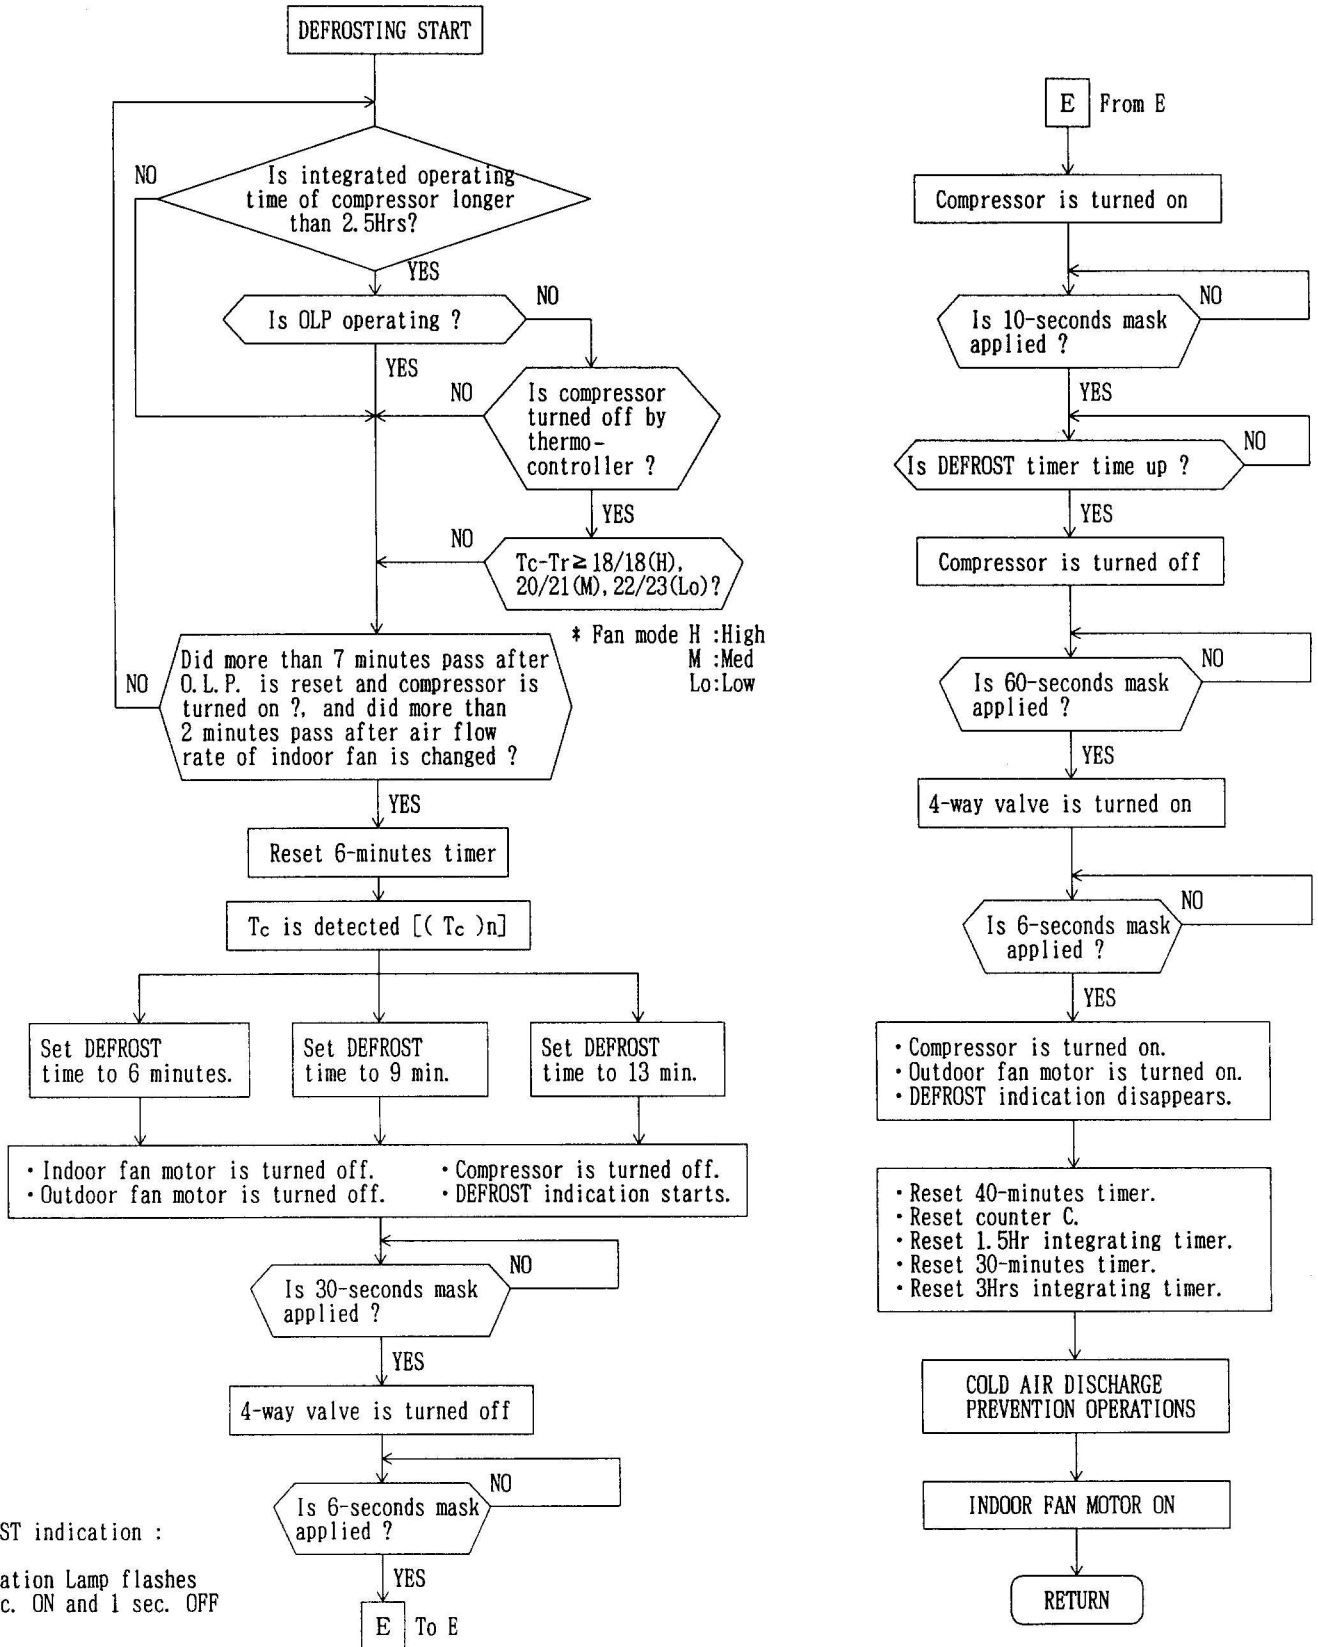 DEFROSTING START
NO
Is integrated operating
time of compressor longer
than 2.5Hrs?
YES
Is OLP operating ?
NO
YES
NO
Is compressor
turned off by
thermo-
controller ?
YES
NO
Tc-Tr≥18/18(H),
20/21(M), 22/23(Lo)?
* Fan mode H :High
M :Med
Lo:Low
NO
Did more than 7 minutes pass after
O.L.P. is reset and compressor is
turned on ?, and did more than
2 minutes pass after air flow
rate of indoor fan is changed ?
YES
Reset 6-minutes timer
Tc is detected [( Tc )n]
Set DEFROST
time to 6 minutes.
Set DEFROST
time to 9 min.
Set DEFROST
time to 13 min.
・Indoor fan motor is turned off.
・Outdoor fan motor is turned off.
・Compressor is turned off.
・DEFROST indication starts.
NO
Is 30-seconds mask
applied ?
YES
4-way valve is turned off
NO
Is 6-seconds mask
applied ?
YES
E To E
ST indication :
ation Lamp flashes
c. ON and 1 sec. OFF
E From E
Compressor is turned on
NO
Is 10-seconds mask
applied ?
YES
NO
Is DEFROST timer time up ?
YES
Compressor is turned off
NO
Is 60-seconds mask
applied ?
YES
4-way valve is turned on
NO
Is 6-seconds mask
applied ?
YES
・Compressor is turned on.
・Outdoor fan motor is turned on.
・DEFROST indication disappears.
・Reset 40-minutes timer.
・Reset counter C.
・Reset 1.5Hr integrating timer.
・Reset 30-minutes timer.
・Reset 3Hrs integrating timer.
COLD AIR DISCHARGE
PREVENTION OPERATIONS
INDOOR FAN MOTOR ON
RETURN